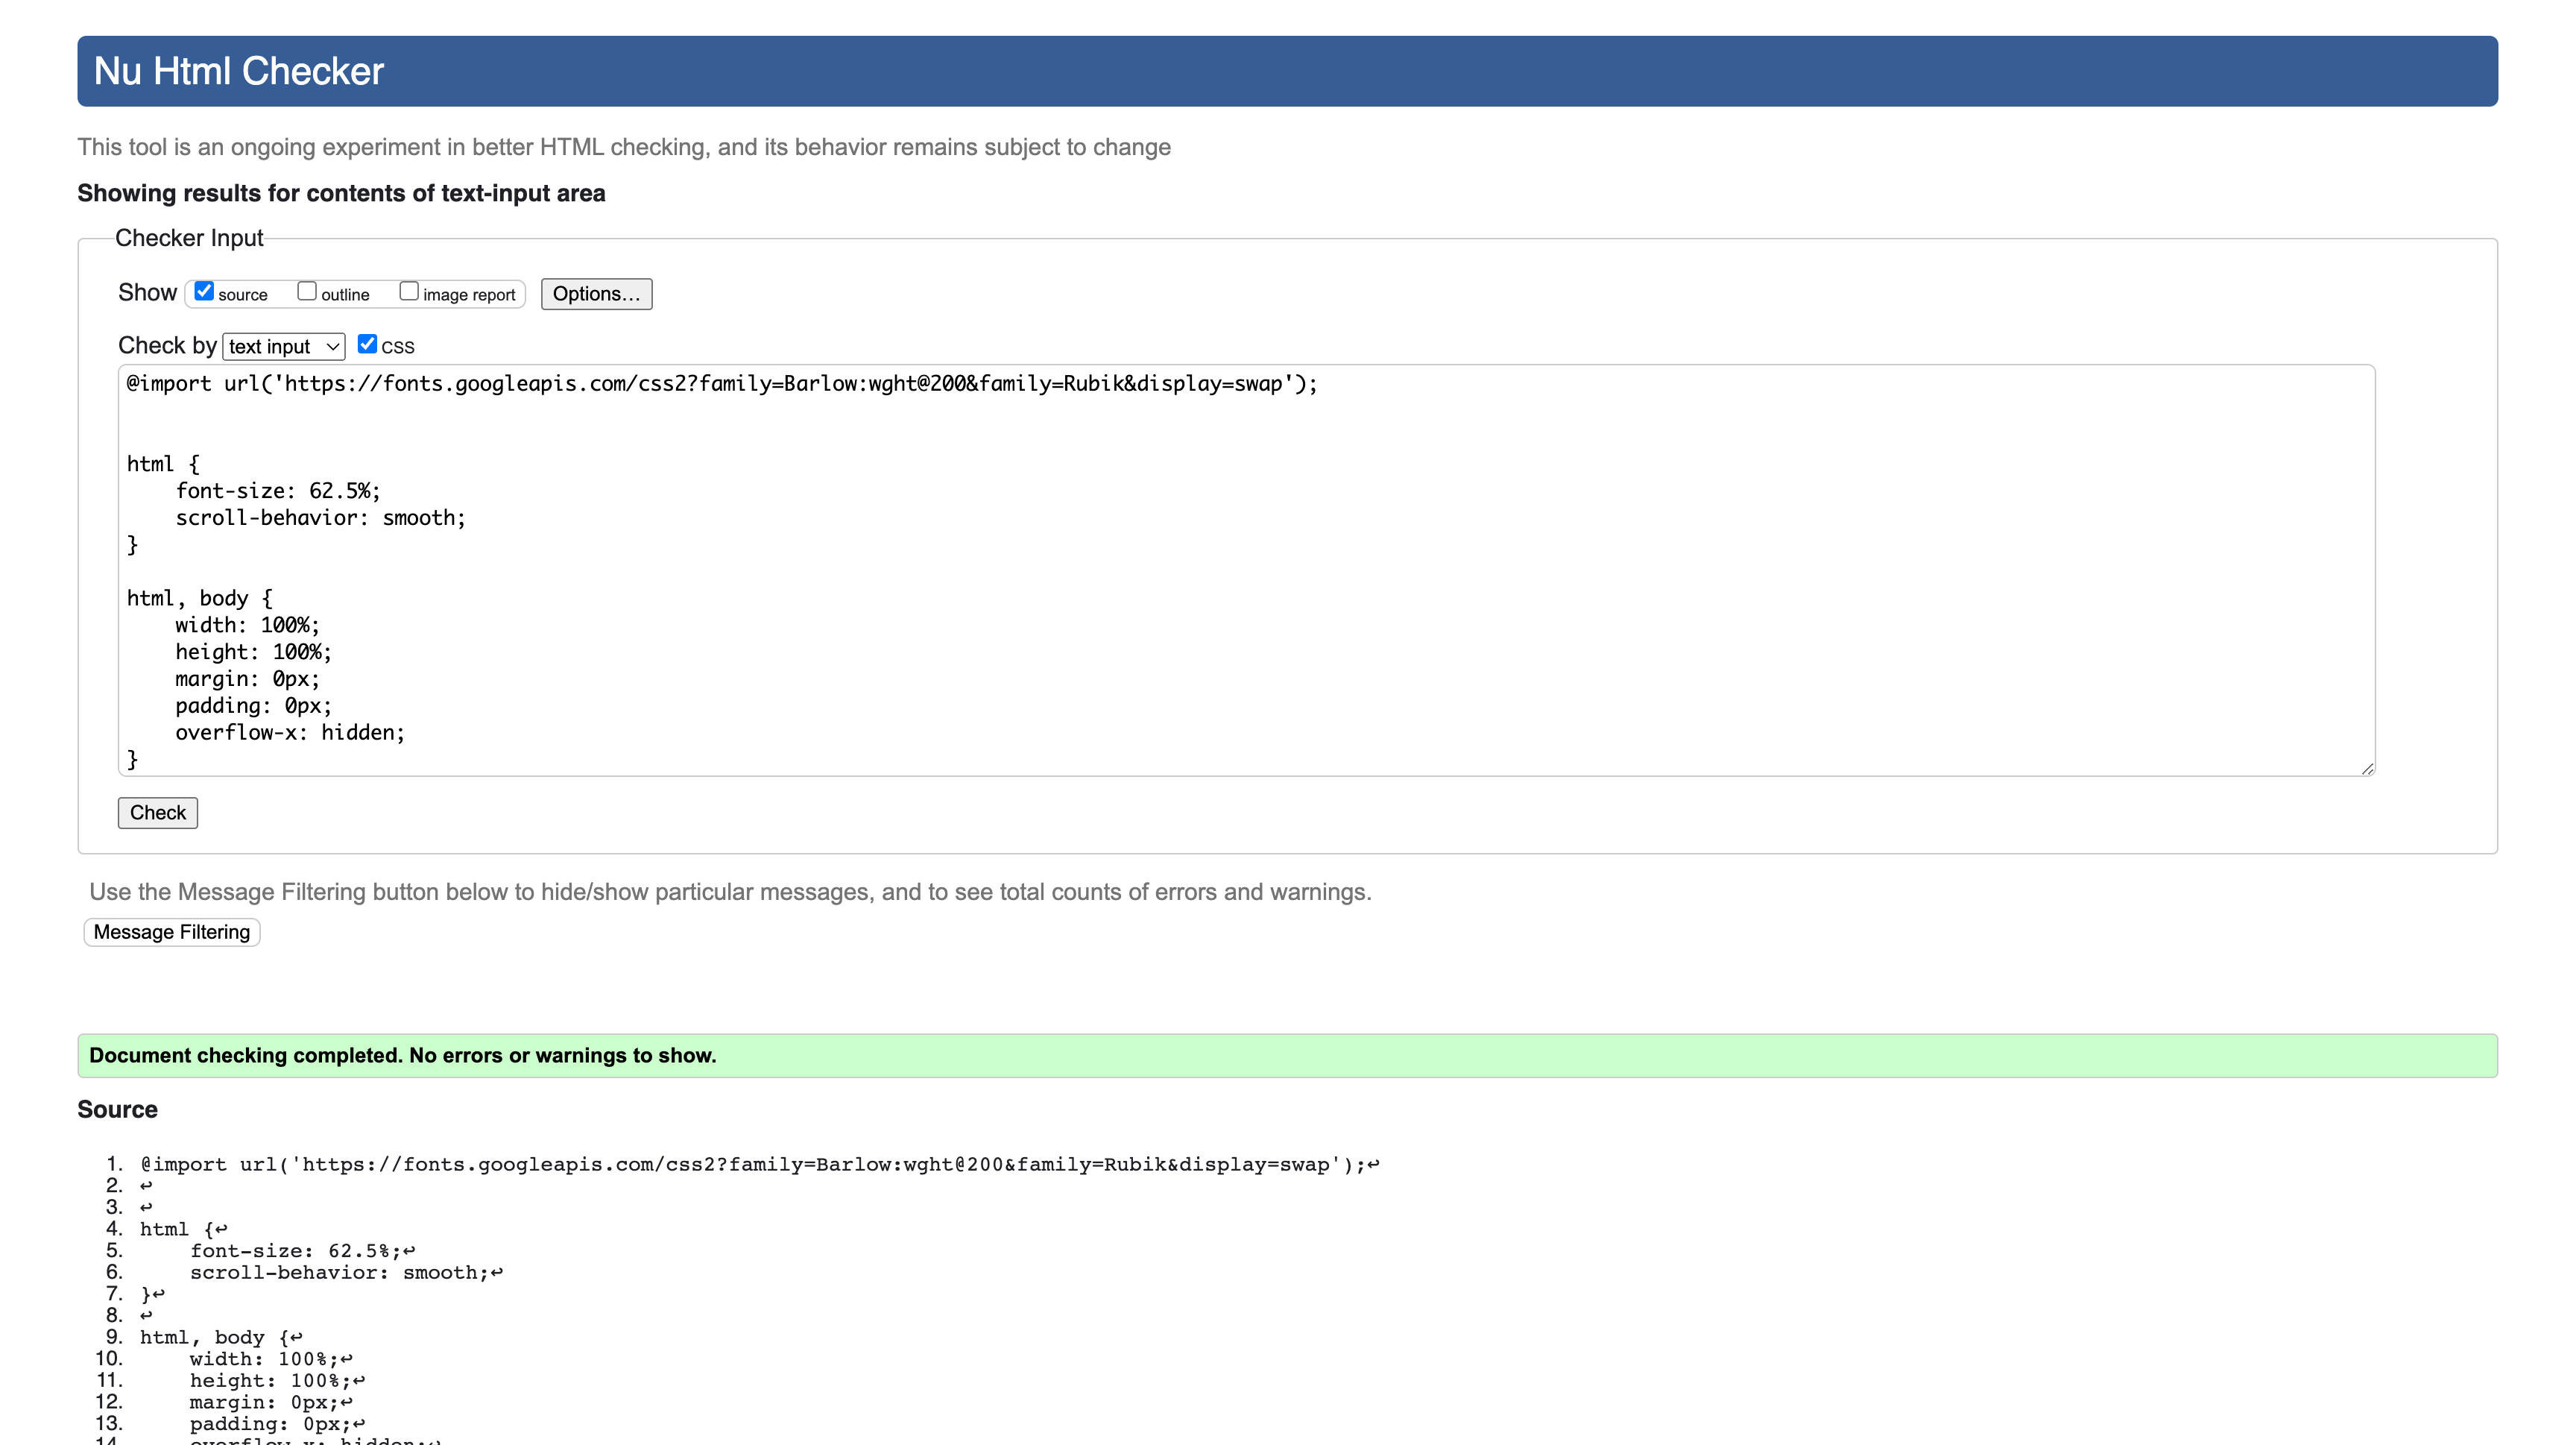 Nu Html Checker
This tool is an ongoing experiment in better HTML checking, and its behavior remains subject to change
Showing results for contents of text-input area
Checker Input
Show source outline image report Options...
Check by text input CSS
@import url('https://fonts.googleapis.com/css2?family=Barlow:wght@200&family=Rubik&display=swap');
html {
    font-size: 62.5%;
    scroll-behavior: smooth;
}
html, body {
    width: 100%;
    height: 100%;
    margin: 0px;
    padding: 0px;
    overflow-x: hidden;
}
Check
Use the Message Filtering button below to hide/show particular messages, and to see total counts of errors and warnings.
Message Filtering
Document checking completed. No errors or warnings to show.
Source
1. @import url('https://fonts.googleapis.com/css2?family=Barlow:wght@200&family=Rubik&display=swap');↩
2. ↩
3. ↩
4. html {↩
5.     font-size: 62.5%;↩
6.     scroll-behavior: smooth;↩
7. }↩
8. ↩
9. html, body {↩
10.     width: 100%;↩
11.     height: 100%;↩
12.     margin: 0px;↩
13.     padding: 0px;↩
14.     overflow-x: hidden;↩